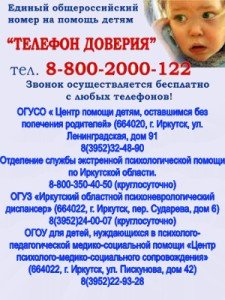 Единый общероссийский
номер на помощь детям
"ТЕЛЕФОН ДОВЕРИЯ"
тел. 8-800-2000-122
Звонок осуществляется бесплатно
с любых телефонов!
ОГУСО « Центр помощи детям, оставшимся без
попечения родителей» (664020, г. Иркутск, ул.
Ленинградская, дом 91
8(3952)32-48-90
Отделение службы экстренной психологической помощи
по Иркутской области.
8-800-350-40-50 (круглосуточно)
ОГУЗ «Иркутский областной психоневрологический
диспансер» (664022, г. Иркутск, пер. Сударева, дом 6)
8(3952)24-00-07 (круглосуточно)
ОГОУ для детей, нуждающихся в психолого-
педагогической медико-социальной помощи «Центр
психолого-медико-социального сопровождения»
(664022, г. Иркутск, ул. Пискунова, дом 42)
8(3952)22-93-28